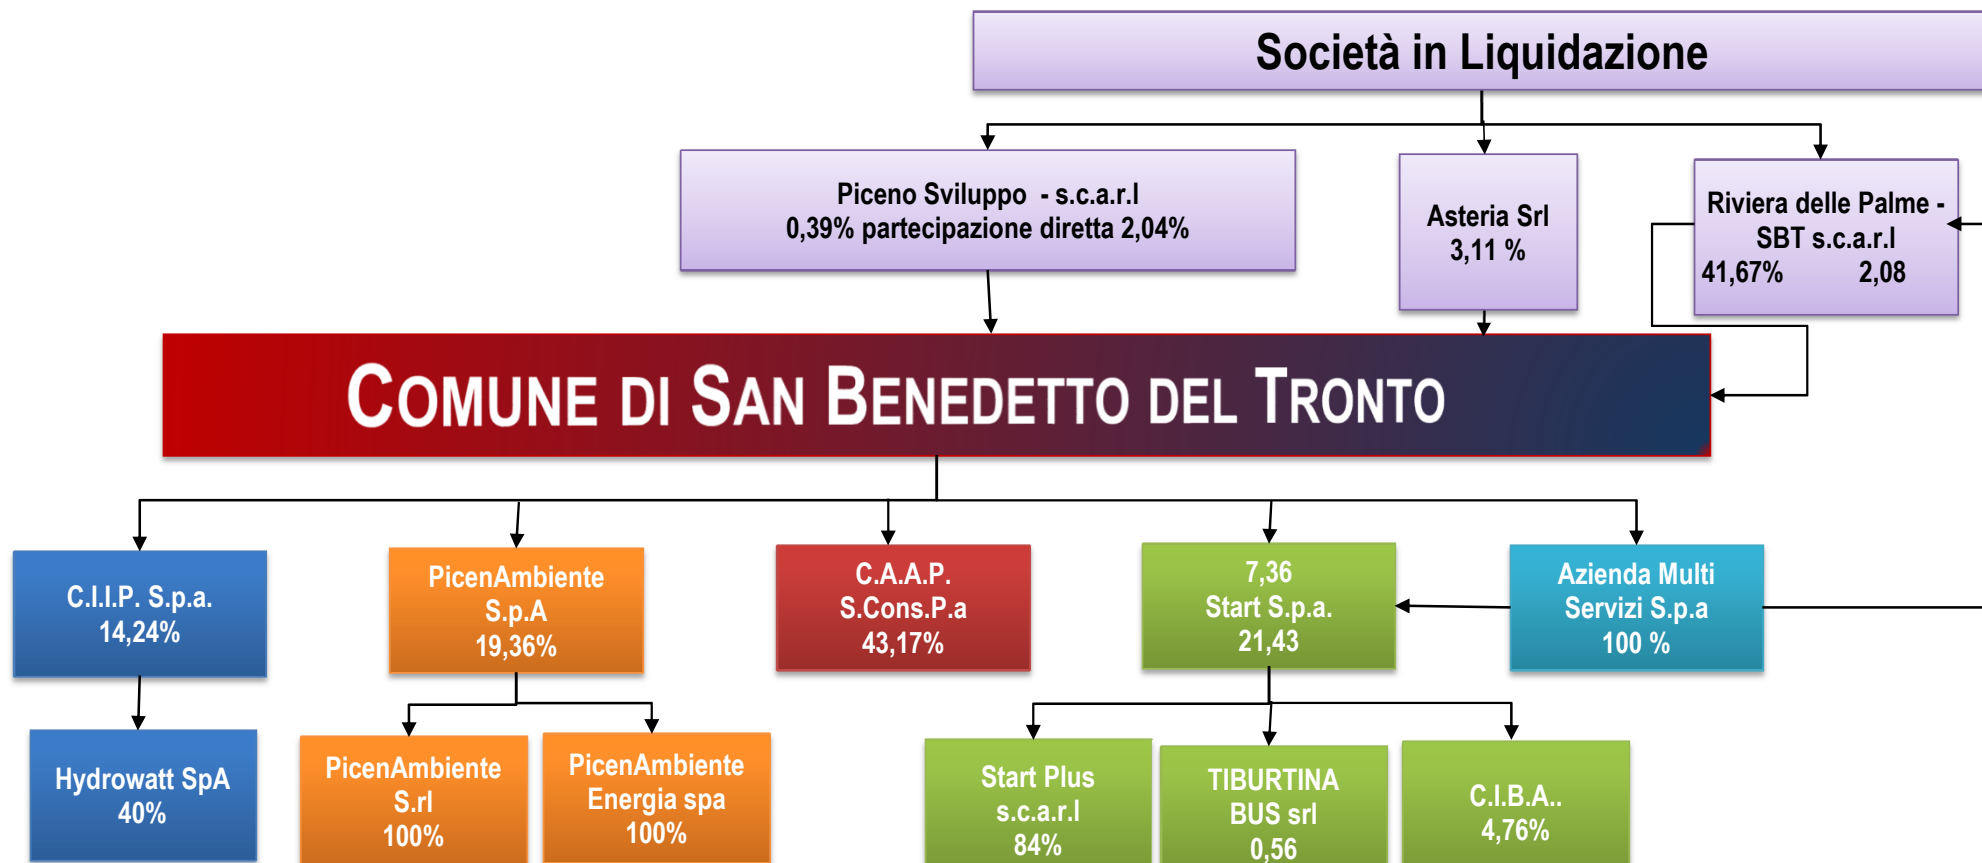 Società in Liquidazione
Piceno Sviluppo - s.c.a.r.l
0,39% partecipazione diretta 2,04%
Asteria Srl
3,11 %
Riviera delle Palme -
SBT s.c.a.r.l
41,67% 2,08
COMUNE DI SAN BENEDETTO DEL TRONTO
C.I.I.P. S.p.a.
14,24%
PicenAmbiente
S.p.A
19,36%
C.A.A.P.
S.Cons.P.a
43,17%
7,36
Start S.p.a.
21,43
Azienda Multi
Servizi S.p.a
100 %
Hydrowatt SpA
40%
PicenAmbiente
S.rl
100%
PicenAmbiente
Energia spa
100%
Start Plus
s.c.a.r.l
84%
TIBURTINA
BUS srl
0,56
C.I.B.A..
4,76%